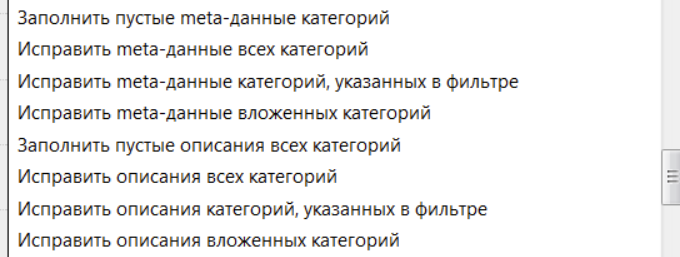 Заполнить пустые meta-данные категорий
Исправить meta-данные всех категорий
Исправить meta-данные категорий, указанных в фильтре
Исправить meta-данные вложенных категорий
Заполнить пустые описания всех категорий
Исправить описания всех категорий
Исправить описания категорий, указанных в фильтре
Исправить описания вложенных категорий